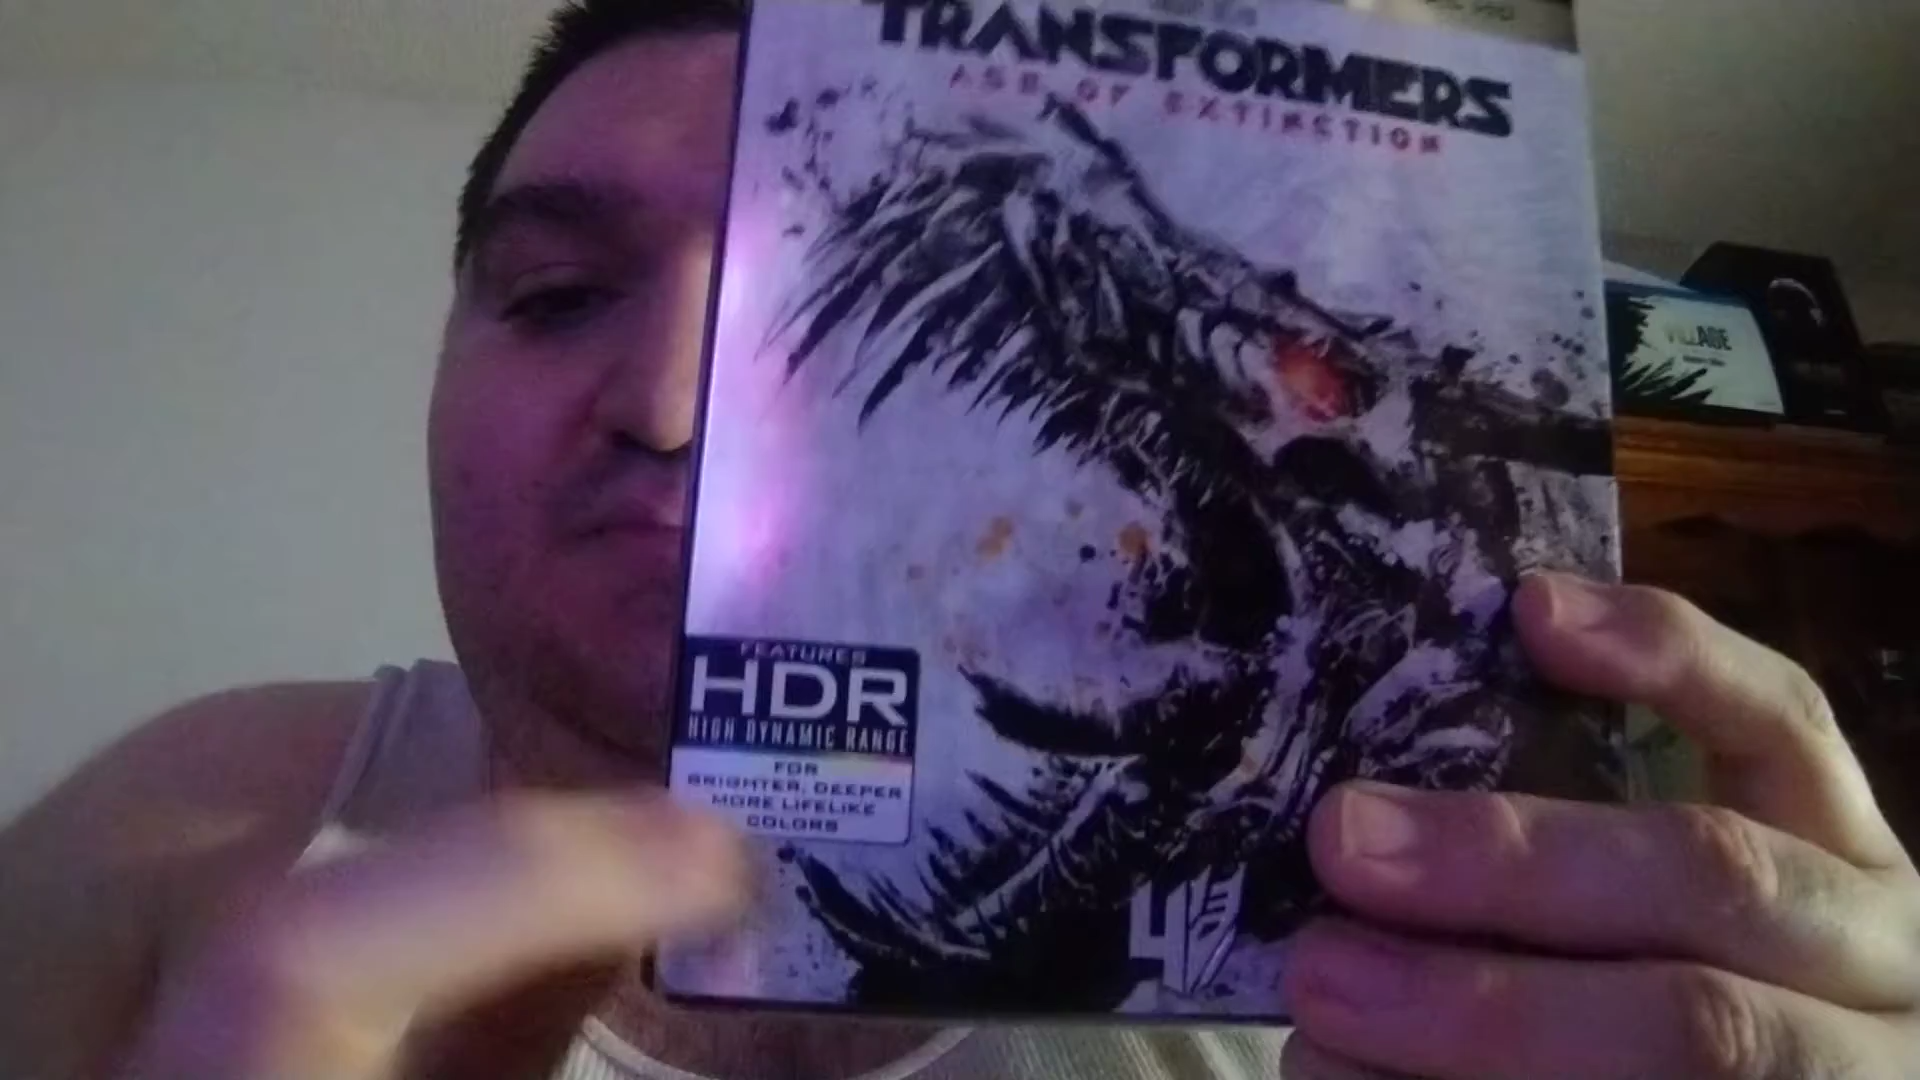 TRANSFORMERS
AGE OF EXTINCTION
VILLAGE
FEATURES
HDR
HIGH DYNAMIC RANGE
FOR
BRIGHTER, DEEPER
MORE LIFELIKE
COLORS
4